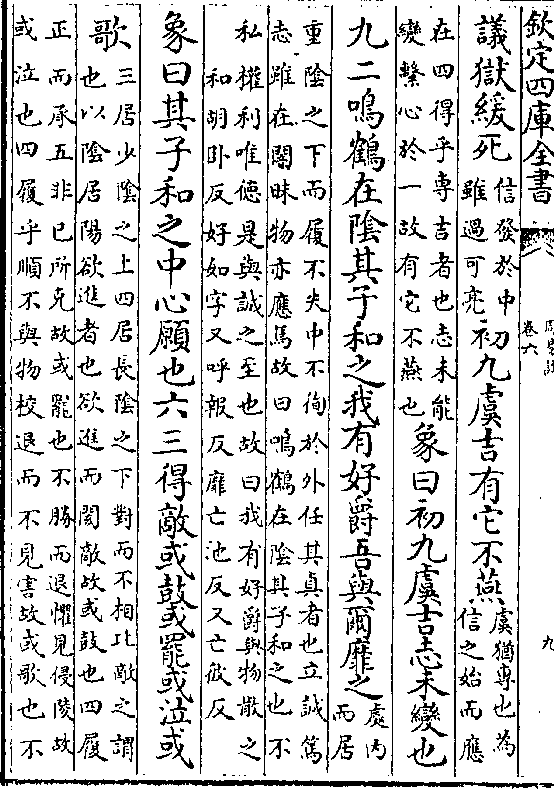 欽定四庫全書
卷六
九
議獄緩死信發於中雖過可亮初九虞吉有它不燕虞猶專也為信之始而應
在四得乎專吉者也志未能變繫心於一故有它不燕也象曰初九虞吉志未變也
九二鳴鶴在陰其子和之我有好爵吾與爾靡之處内而居
重陰之下而履不失中不徇於外任其真者也立誠篤
志雖在闇昧物亦應焉故曰鳴鶴在陰其子和之也不
私權利唯德是與誠之至也故曰我有好爵與物散之
和胡卧反好如字又呼報反靡亡池反又亡彼反
象曰其子和之中心願也六三得敵或鼓或罷或泣或
歌三居少陰之上四居長陰之下對而不相比敵之謂
也以陰居陽欲進者也欲進而閡敵故或鼓也四履
正而承五非己所克故或罷也不勝而退懼見侵陵故
或泣也四履乎順不與物校退而不見害故或歌也不